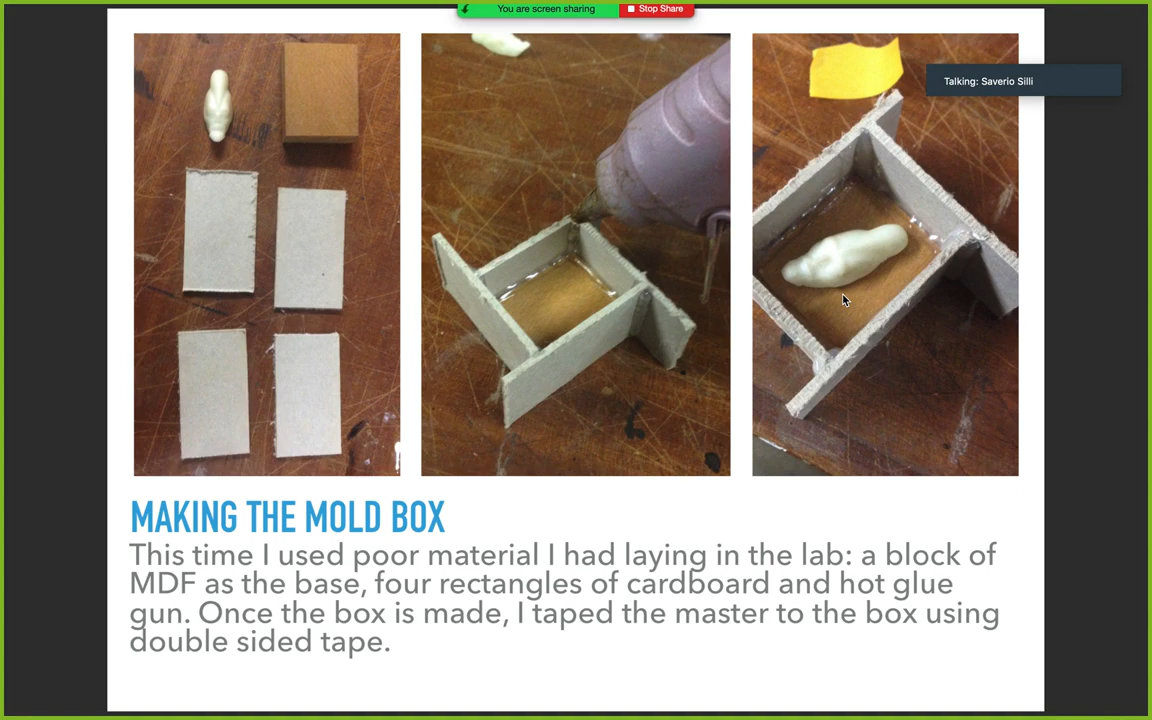 You are screen sharing
Stop Share
Talking: Saverio Silli
MAKING THE MOLD BOX
This time I used poor material I had laying in the lab: a block of
MDF as the base, four rectangles of cardboard and hot glue
gun. Once the box is made, I taped the master to the box using
double sided tape.